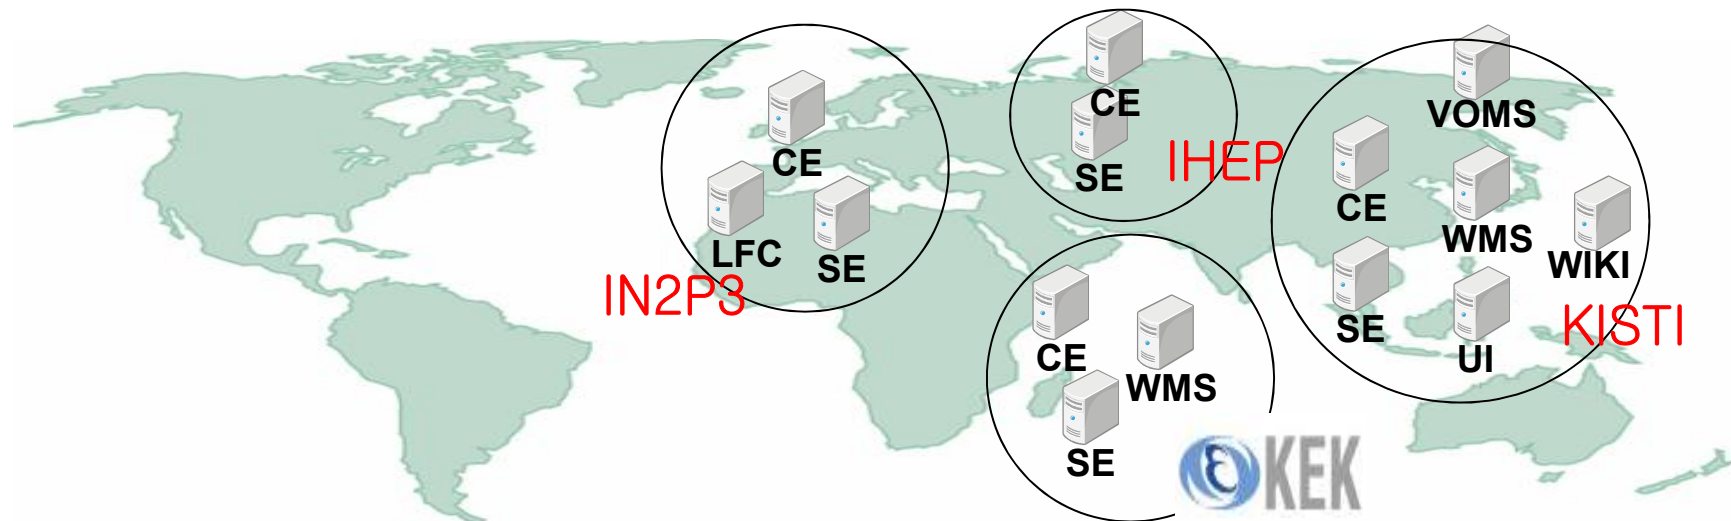 CE
LFC
SE
IN2P3
CE
SE
IHEP
VOMS
CE
WMS
WIKI
SE
UI
KISTI
CE
WMS
SE
KEK